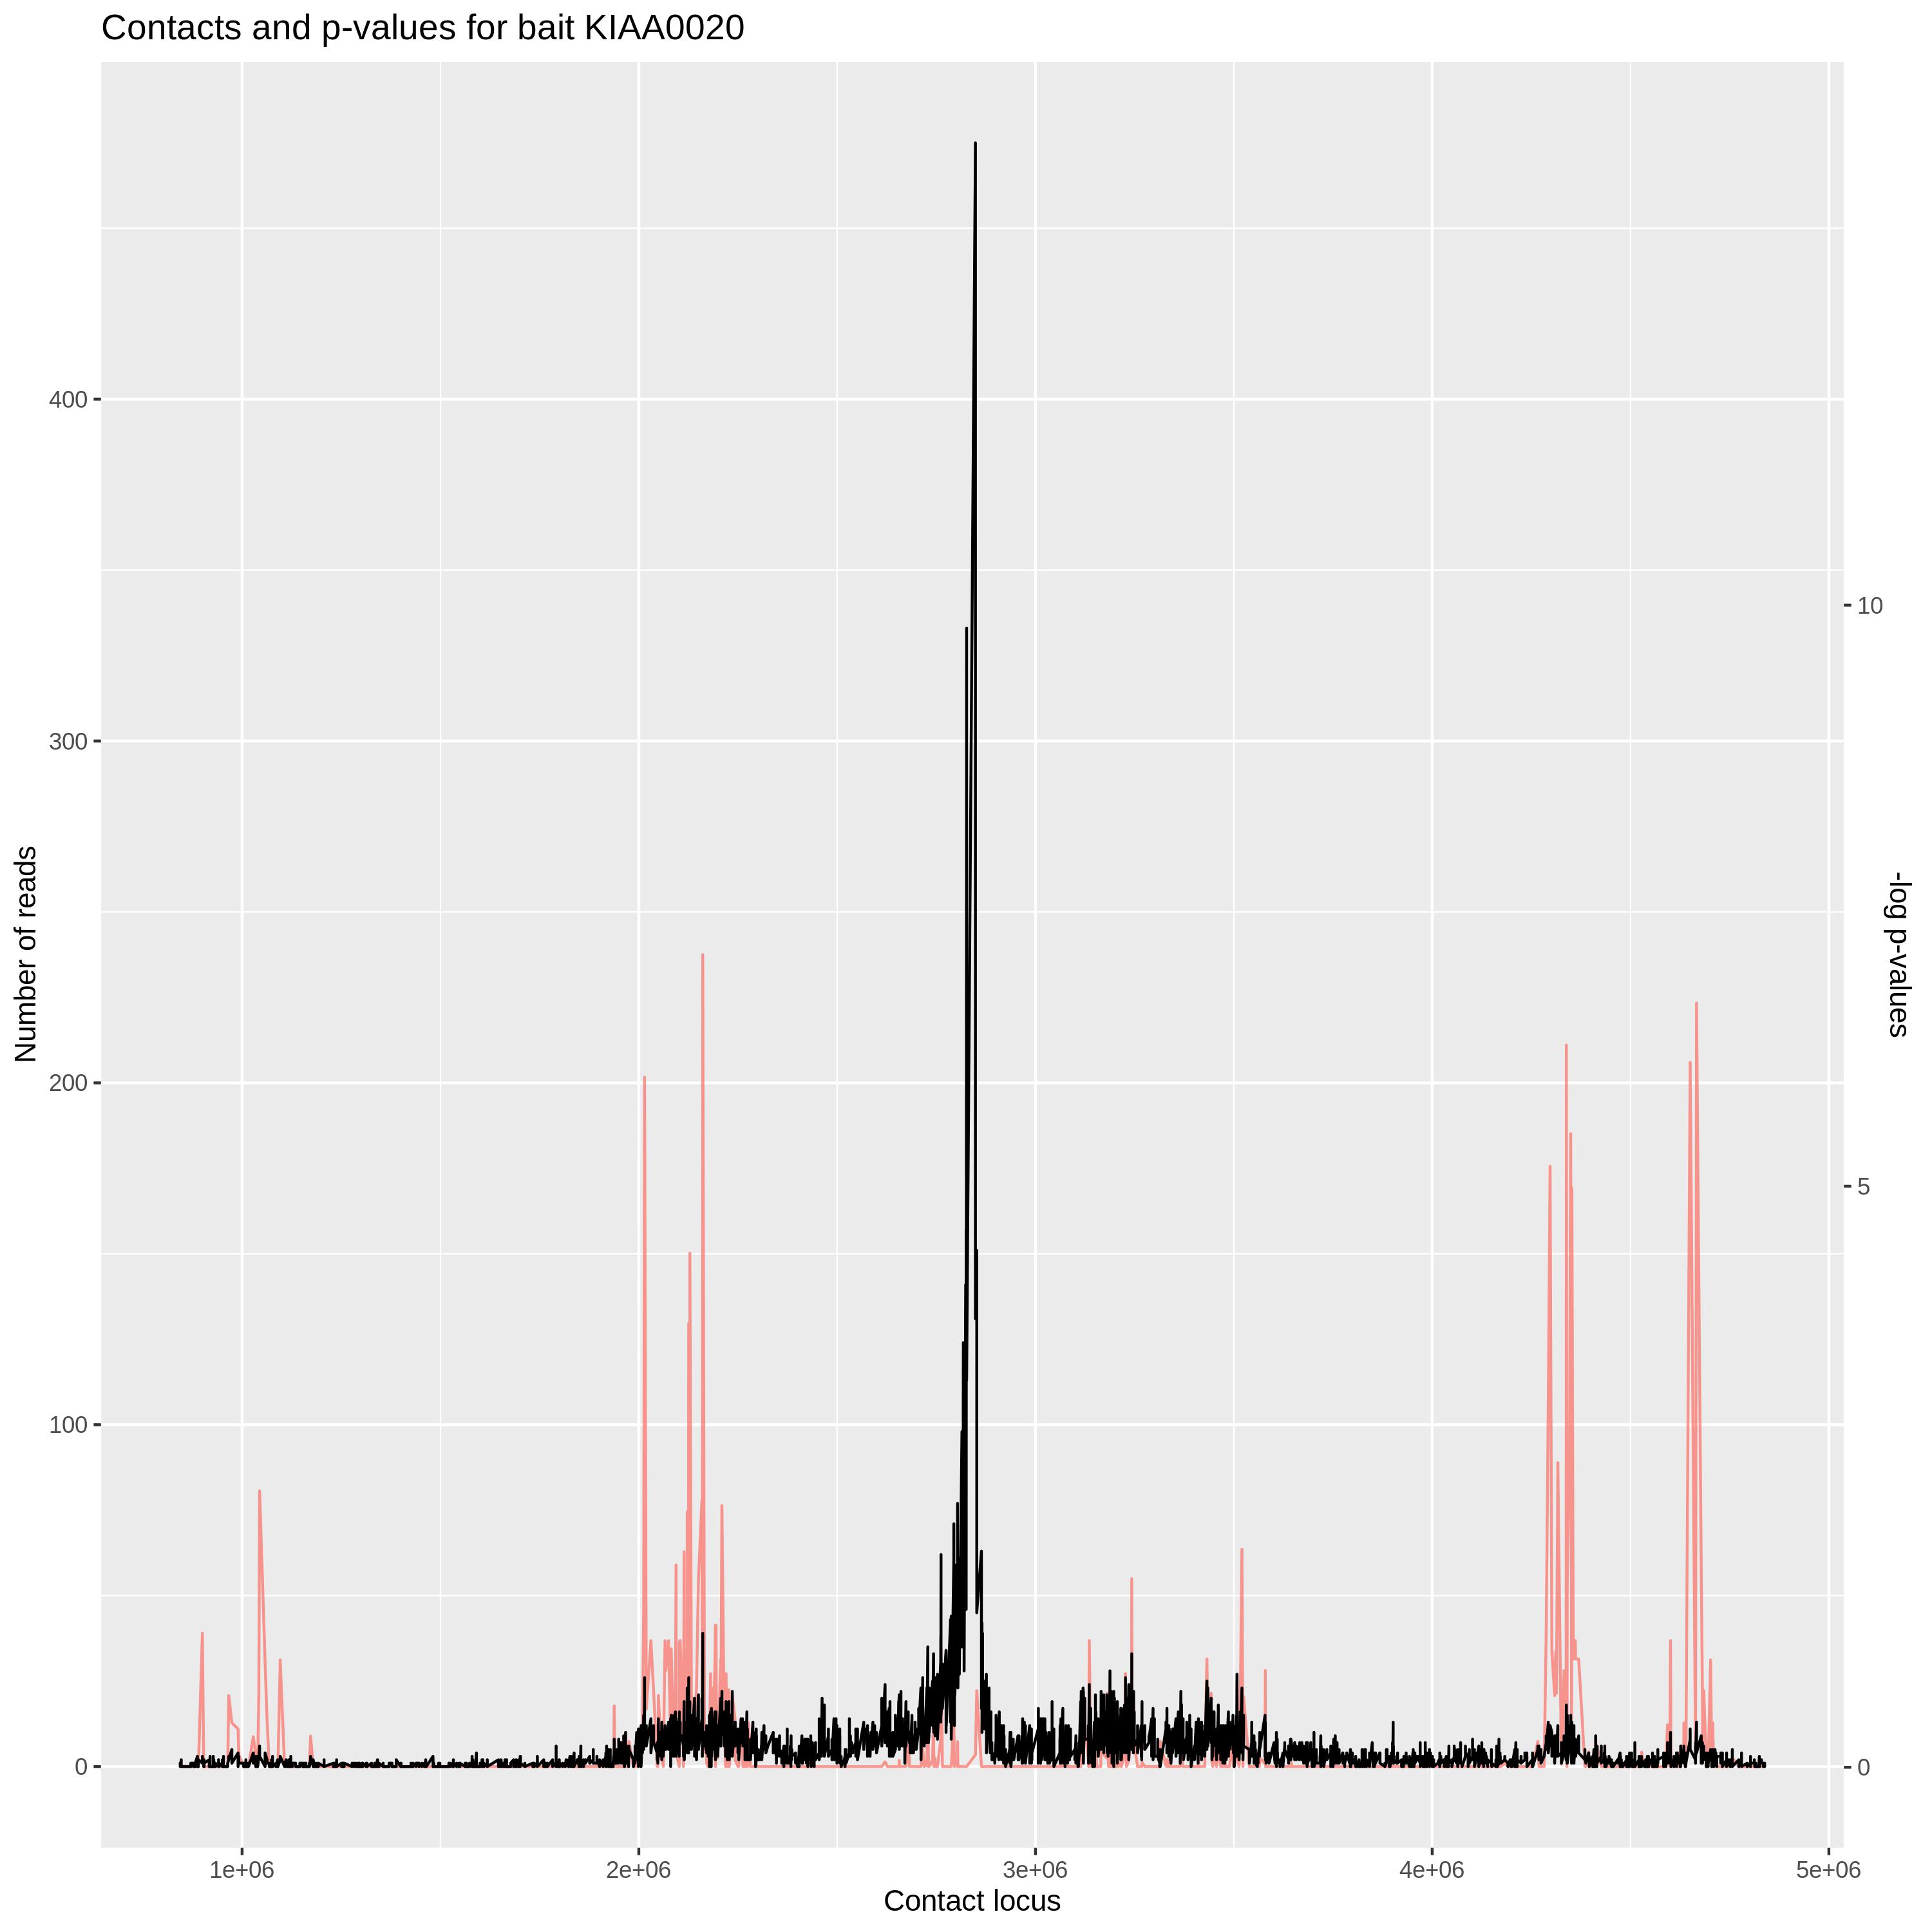 Contacts and p-values for bait KIAA0020
400
300
200
100
0
Number of reads
10
5
0
-log p-values
1e+06
2e+06
3e+06
4e+06
5e+06
Contact locus